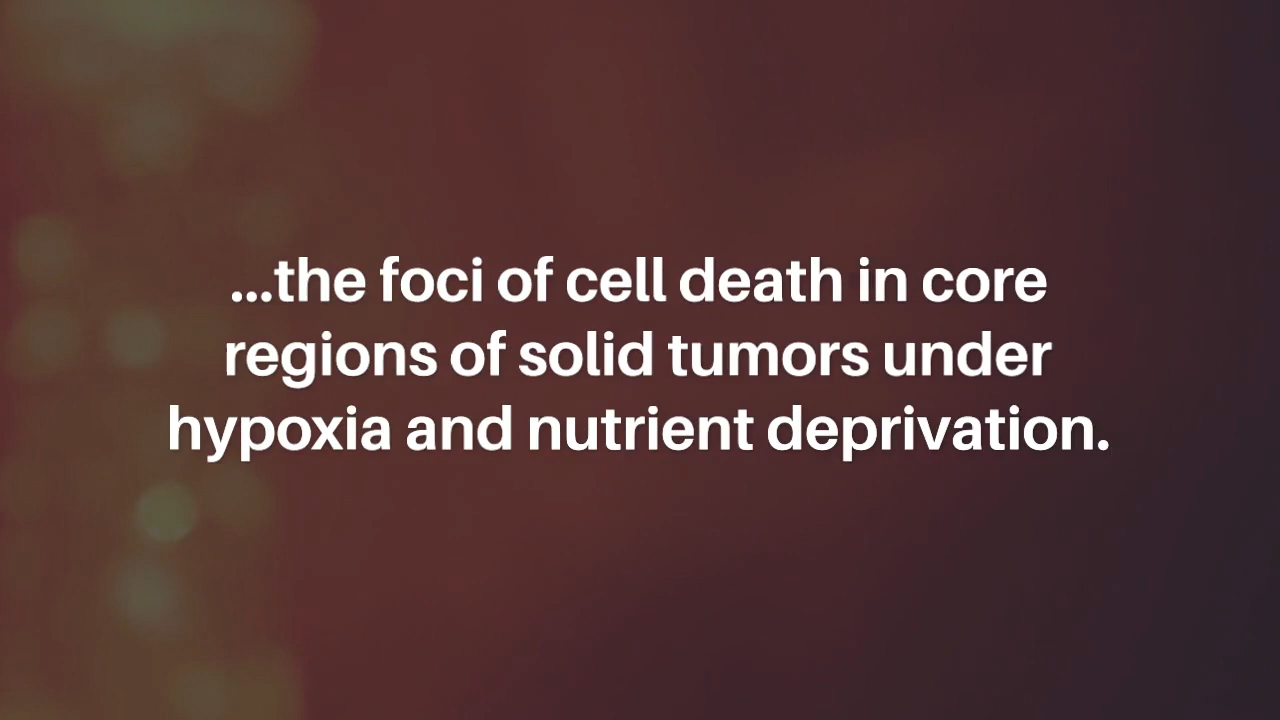 ...the foci of cell death in core
regions of solid tumors under
hypoxia and nutrient deprivation.